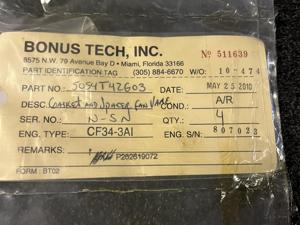 BONUS TECH, INC. № 511639
8575 N.W. 79 Avenue Bay D • Miami, Florida 33166
PART IDENTIFICATION TAG (305) 884-6670 W/O: 10-474
PART NO.: 5054T42G03 DATE: MAY 25 2010
DESC. GASKET AND SPACER FAN VANE COND.: A/R
SER. NO.: N-SN QTY.: 4
ENG. TYPE: CF34-3A1 ENG. S/N: 807023
REMARKS: P262619072
FORM: BT02